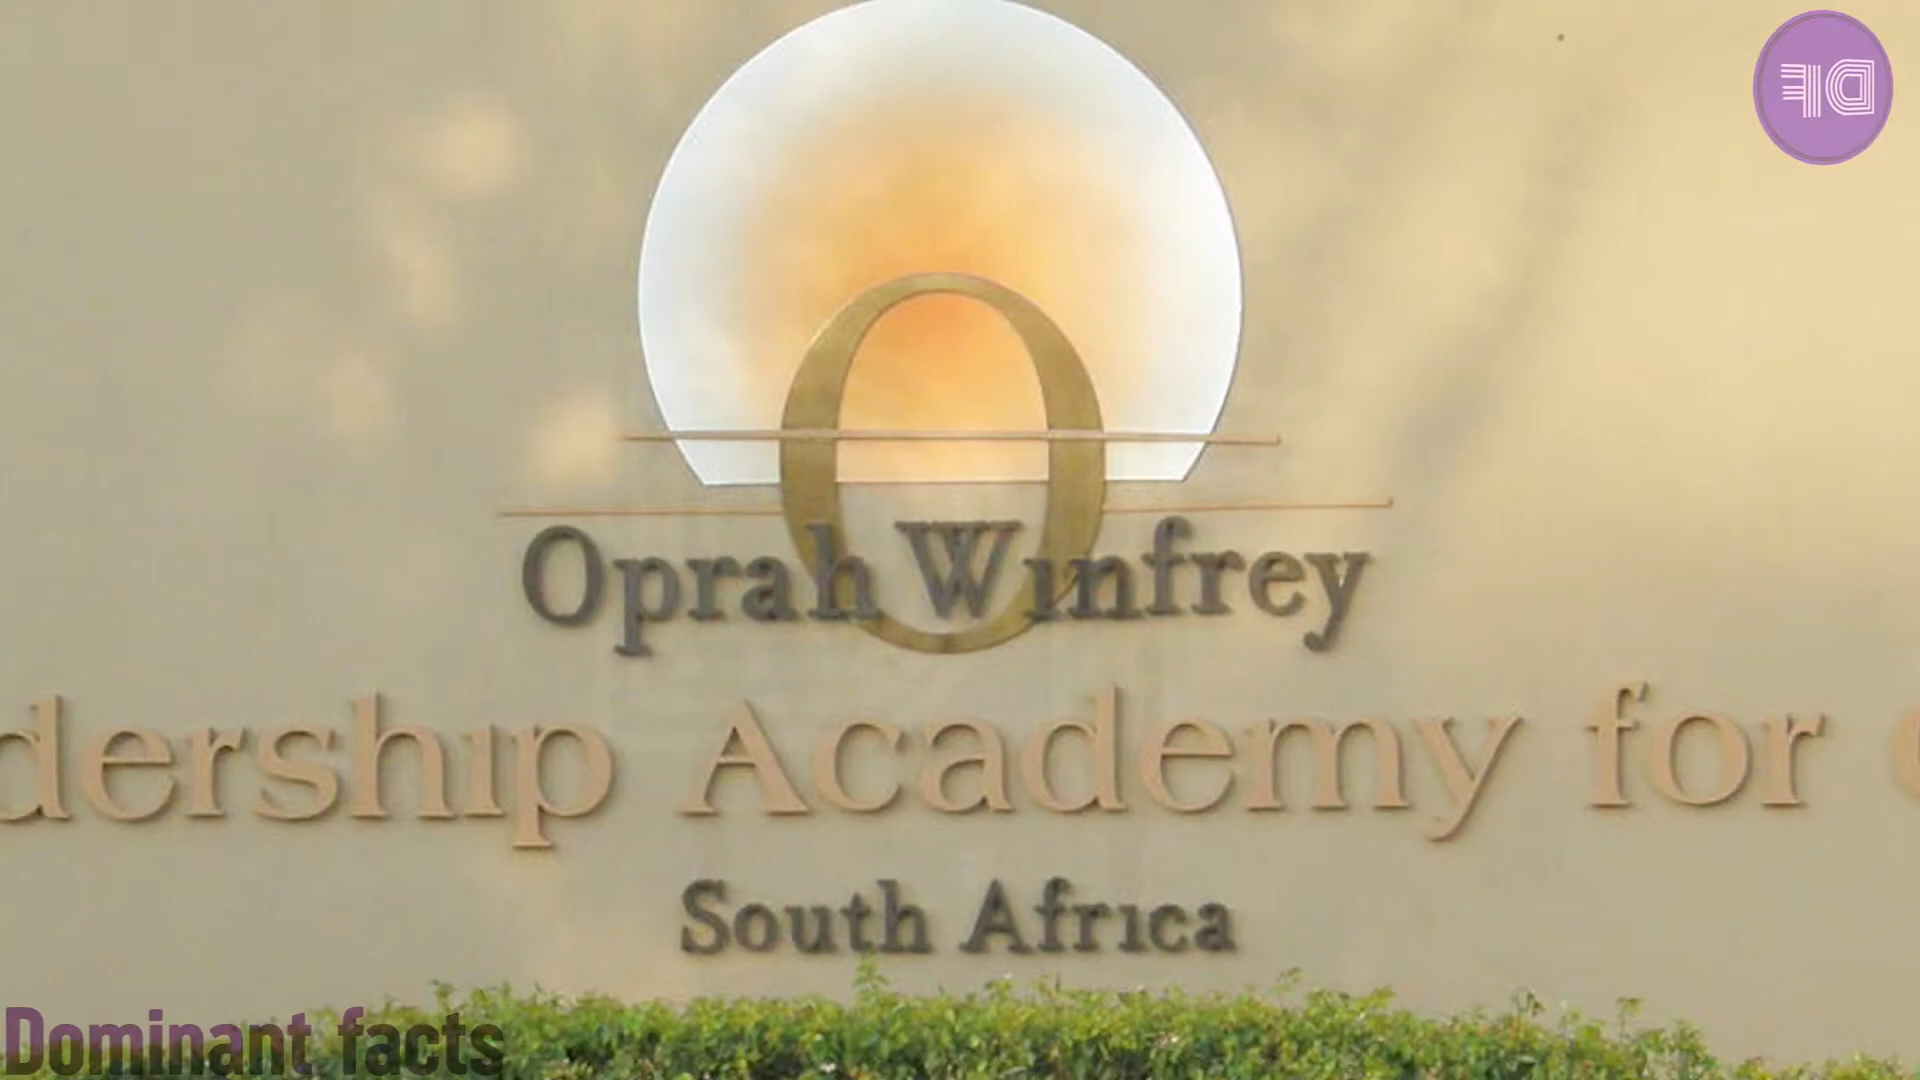 O
Oprah Winfrey
dership Academy for
South Africa
Dominant facts